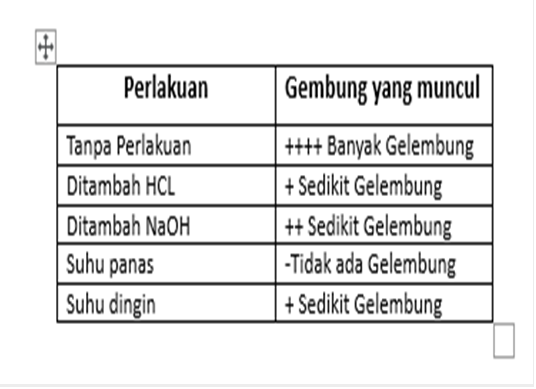 Perlakuan Gembung yang muncul
Tanpa Perlakuan ++++ Banyak Gelembung
Ditambah HCL + Sedikit Gelembung
Ditambah NaOH ++ Sedikit Gelembung
Suhu panas -Tidak ada Gelembung
Suhu dingin + Sedikit Gelembung